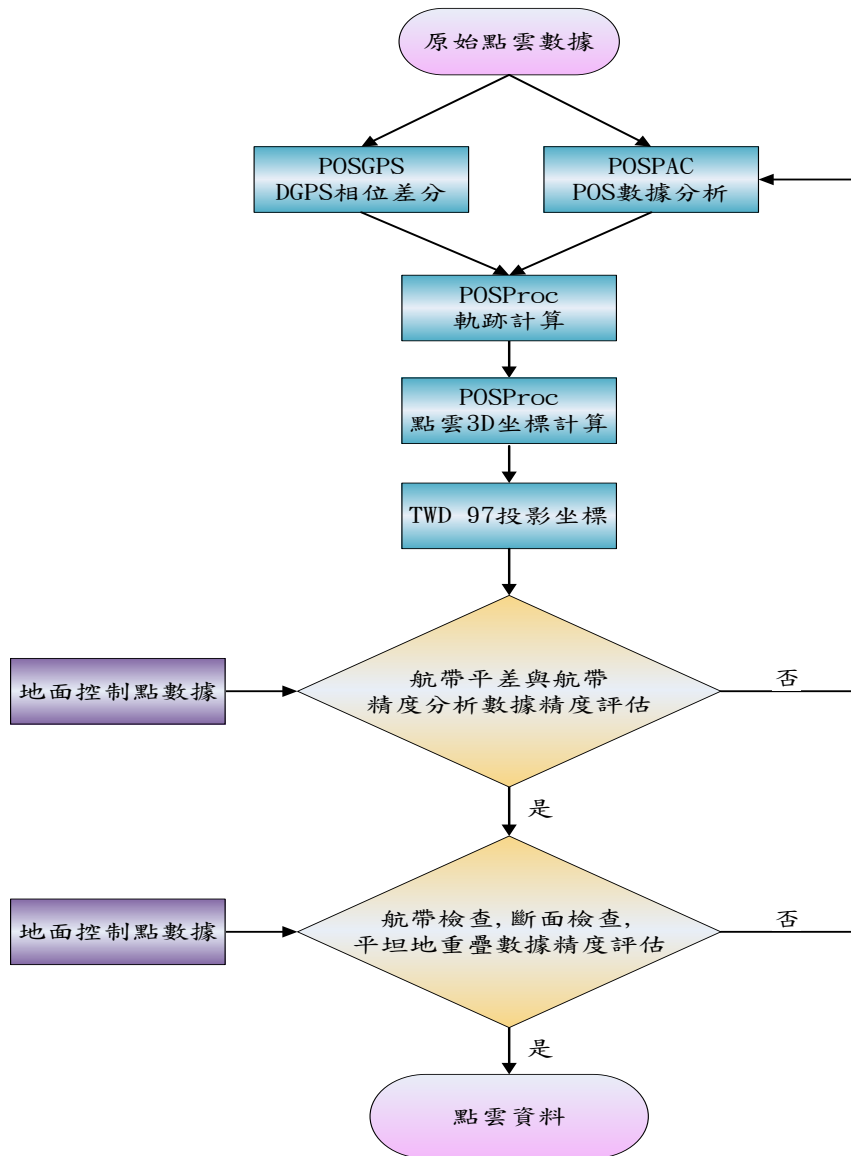 原始點雲數據
POSGPS
DGPS相位差分
POSPAC
POS數據分析
POSProc
軌跡計算
POSProc
點雲3D坐標計算
TWD 97投影坐標
地面控制點數據
航帶平差與航帶
精度分析數據精度評估
否
是
地面控制點數據
航帶檢查,斷面檢查,
平坦地重疊數據精度評估
否
是
點雲資料